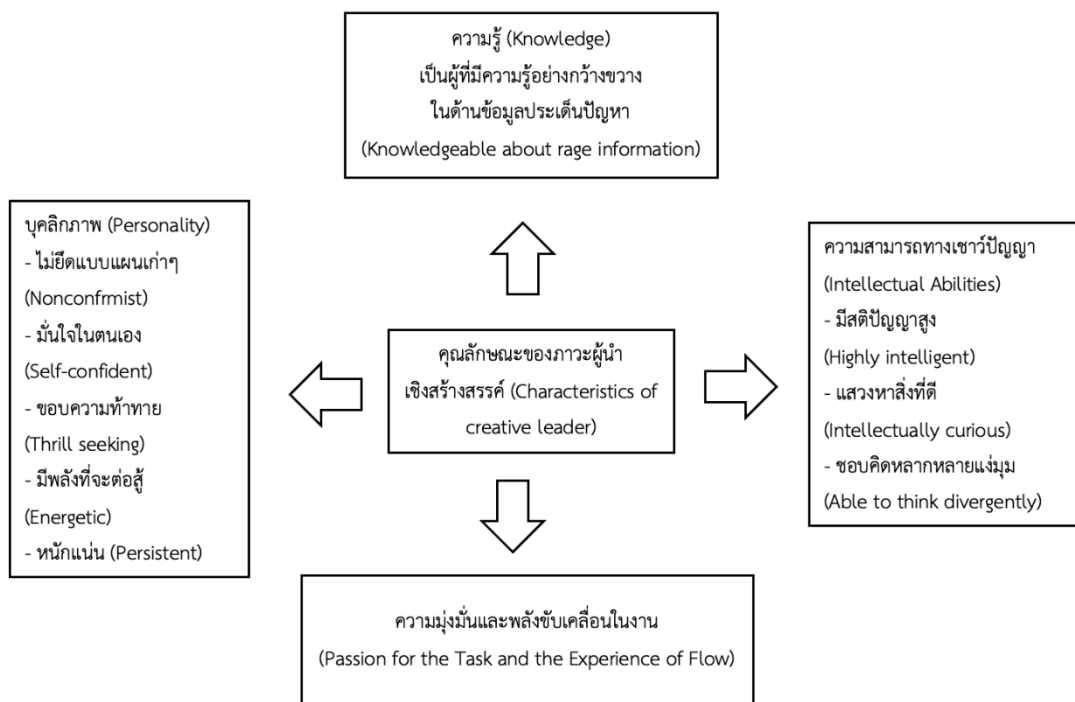 ความรู้ (Knowledge)
เป็นผู้ที่มีความรู้อย่างกว้างขวาง
ในด้านข้อมูลประเด็นปัญหา
(Knowledgeable about rage information)
บุคลิกภาพ (Personality)
- ไม่ยึดแบบแผนเก่าๆ
(Nonconfrmist)
- มั่นใจในตนเอง
(Self-confident)
- ขอบความท้าทาย
(Thrill seeking)
- มีพลังที่จะต่อสู้
(Energetic)
- หนักแน่น (Persistent)
คุณลักษณะของภาวะผู้นำ
เชิงสร้างสรรค์ (Characteristics of
creative leader)
ความสามารถทางเชาว์ปัญญา
(Intellectual Abilities)
- มีสติปัญญาสูง
(Highly intelligent)
- แสวงหาสิ่งที่ดี
(Intellectually curious)
- ชอบคิดหลากหลายแง่มุม
(Able to think divergently)
ความมุ่งมั่นและพลังขับเคลื่อนในงาน
(Passion for the Task and the Experience of Flow)